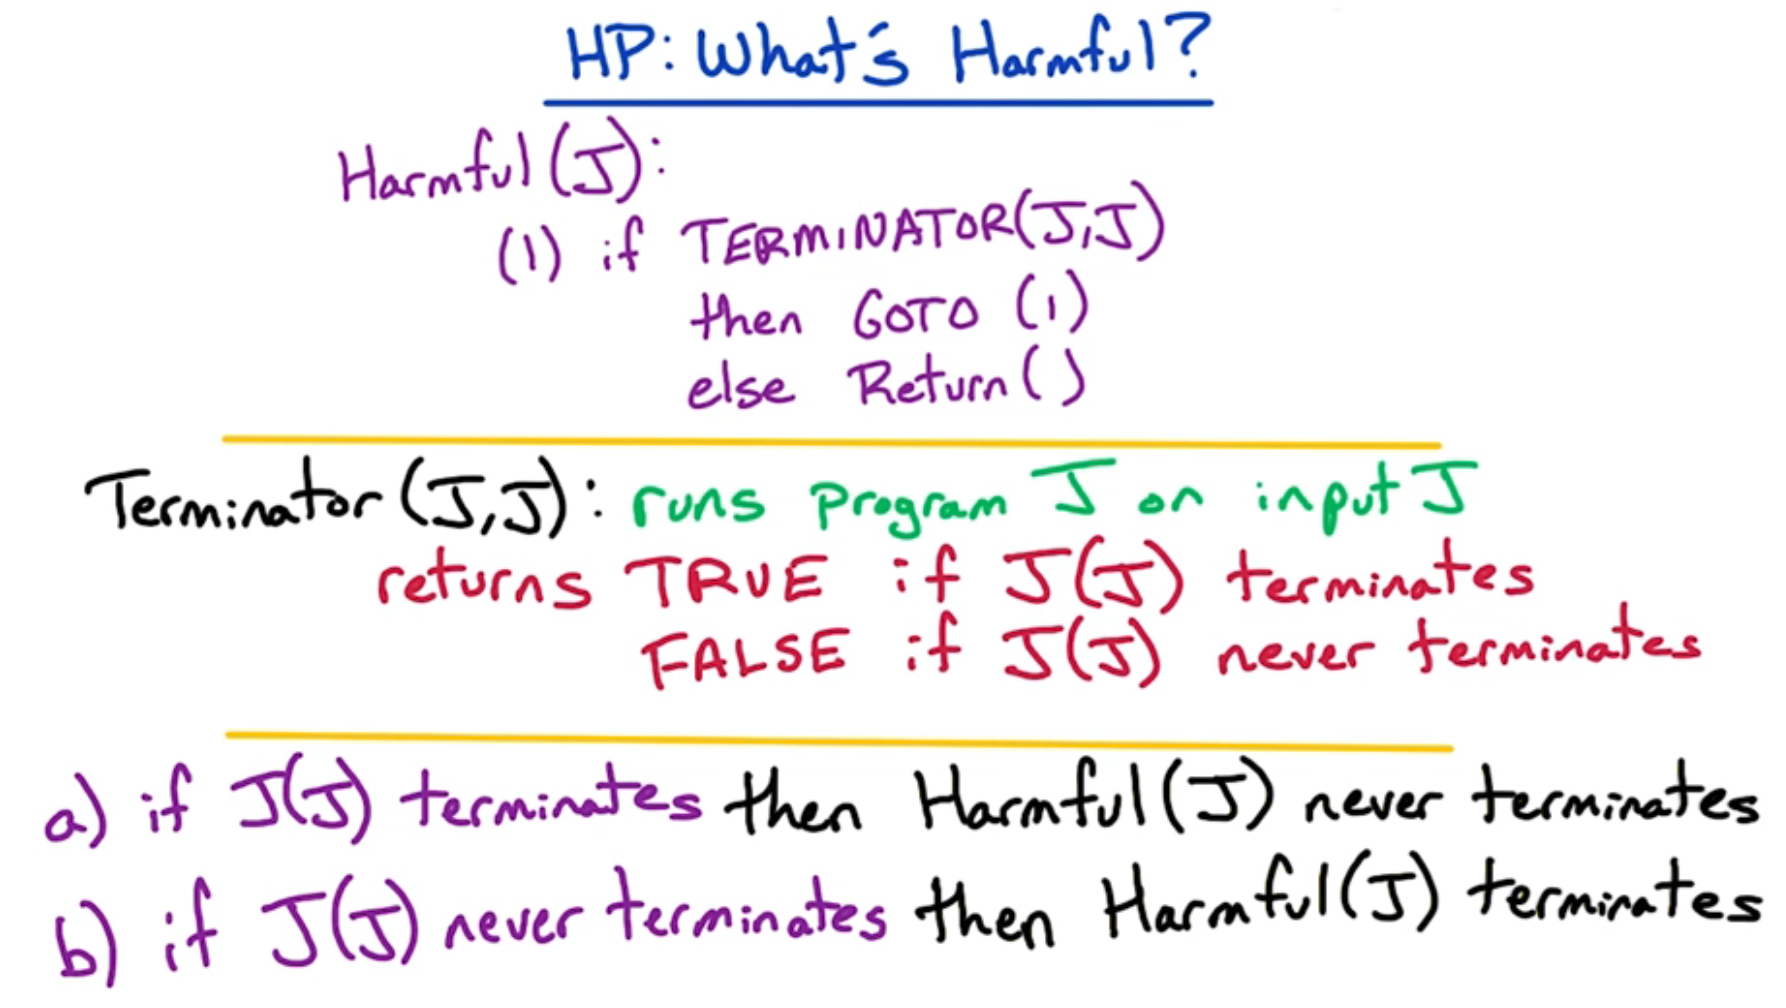 HP: What's Harmful?
Harmful(J):
(1) if TERMINATOR(J,J)
then GOTO (1)
else Return()
Terminator(J,J): runs program J on input J
returns TRUE if J(J) terminates
FALSE if J(J) never terminates
a) if J(J) terminates then Harmful(J) never terminates
b) if J(J) never terminates then Harmful(J) terminates